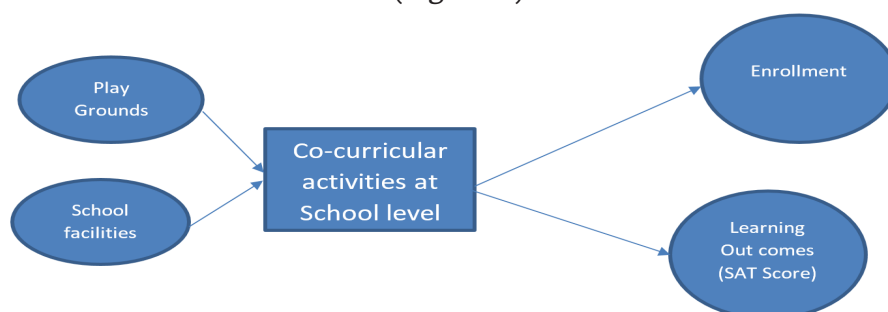 Play
Grounds
School
facilities
Co-curricular
activities at
School level
Enrollment
Learning
Out comes
(SAT Score)